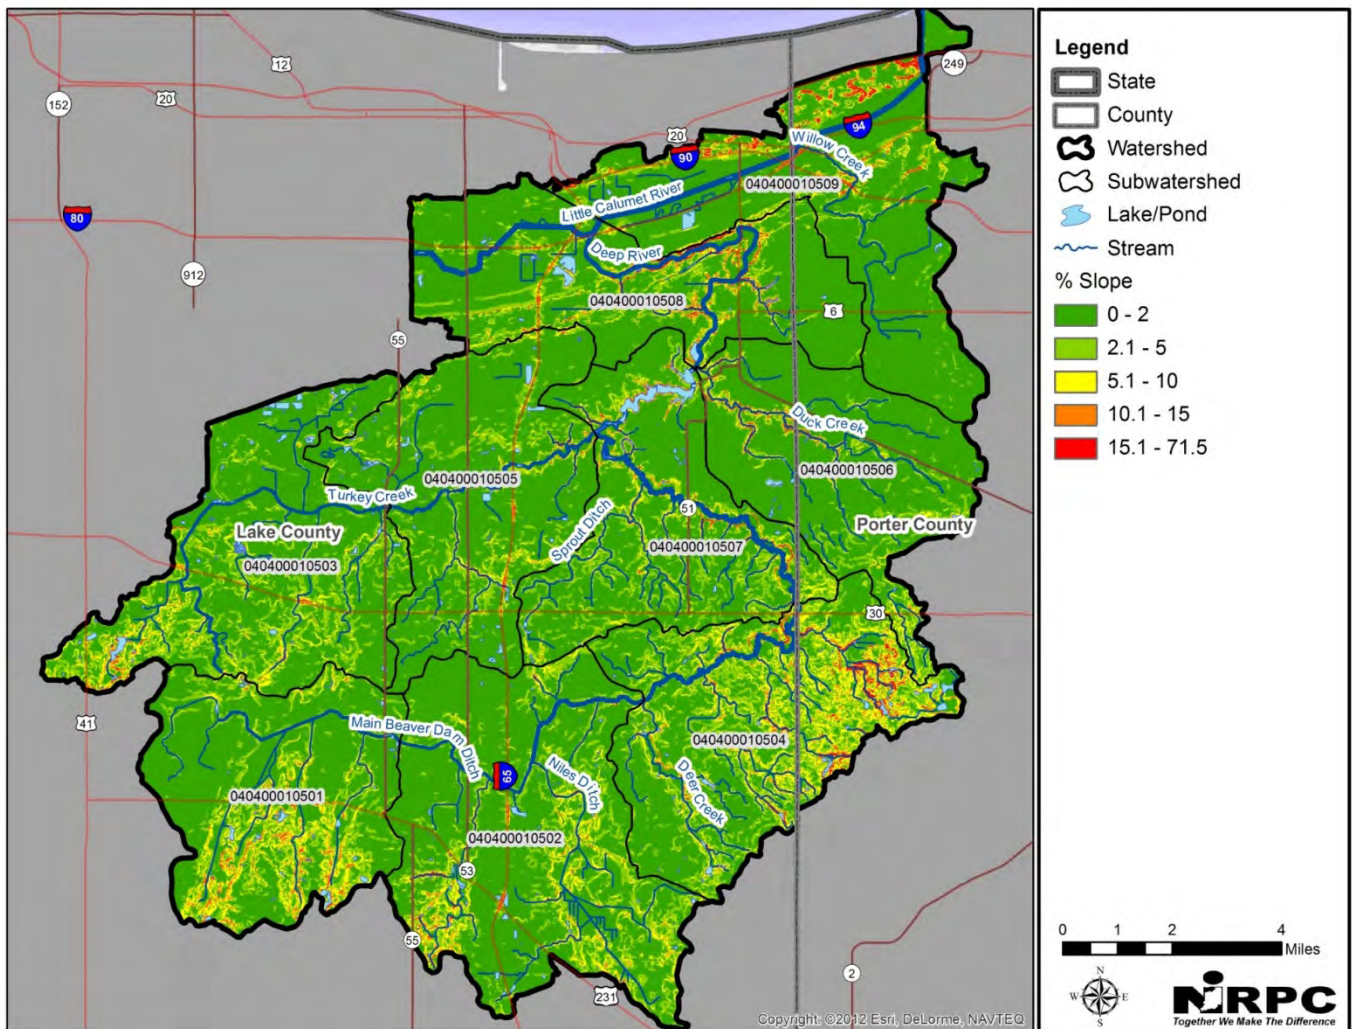 12
152
20
249
94
20
90
Willow Creek
040400010509
Little Calumet River
80
Deep River
912
040400010508
6
55
Duck Creek
040400010505
040400010506
Turkey Creek
51
Lake County
Sprout Ditch
Porter County
040400010507
040400010503
30
41
Main Beaver Dam Ditch
040400010504
65
Niles Ditch
Deer Creek
040400010501
040400010502
53
55
2
231
Copyright: ©2012 Esri, DeLorme, NAVTEQ
Legend
State
County
Watershed
Subwatershed
Lake/Pond
Stream
% Slope
0 - 2
2.1 - 5
5.1 - 10
10.1 - 15
15.1 - 71.5
0 1 2 4
Miles
N
W E
S
NIRPC
Together We Make The Difference